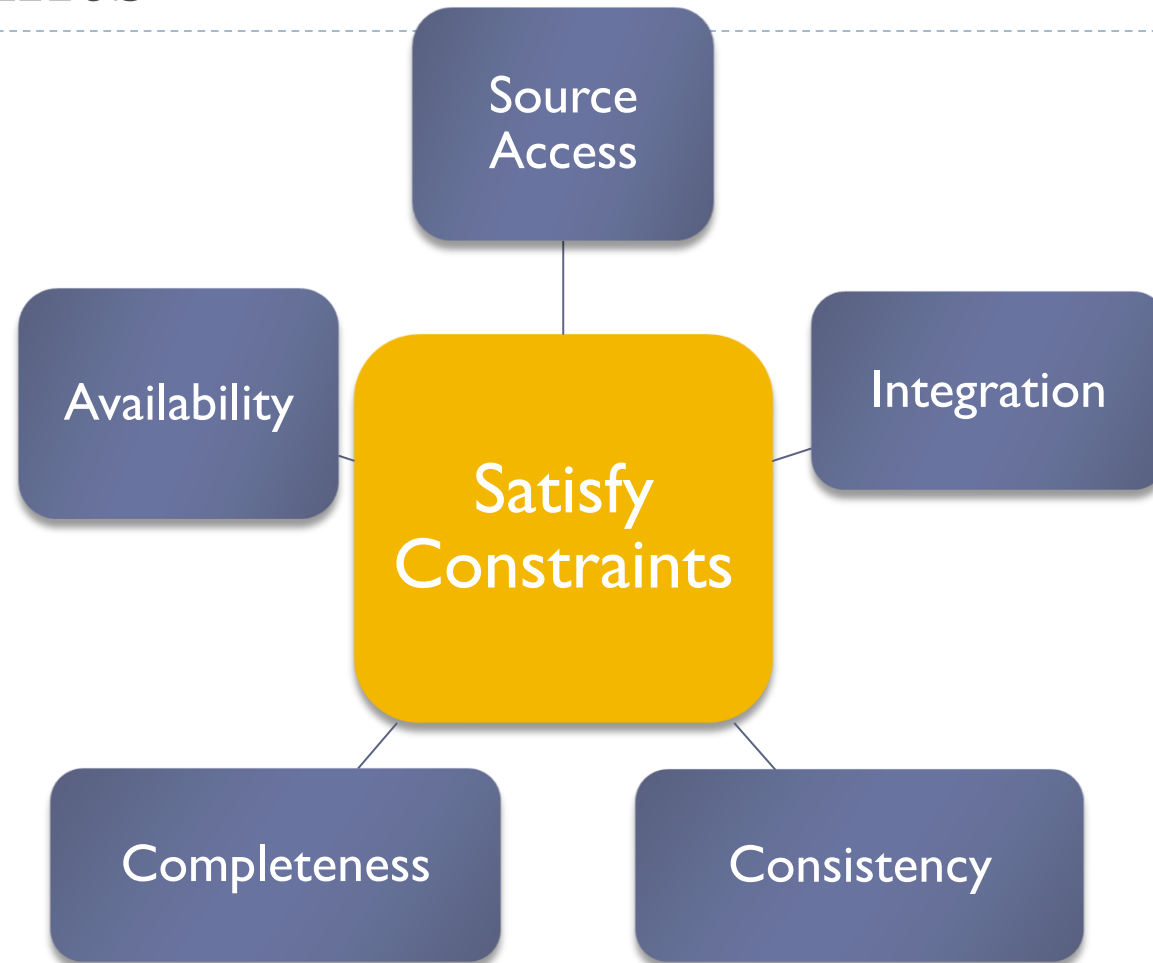 Source
Access
Availability
Integration
Satisfy
Constraints
Completeness
Consistency